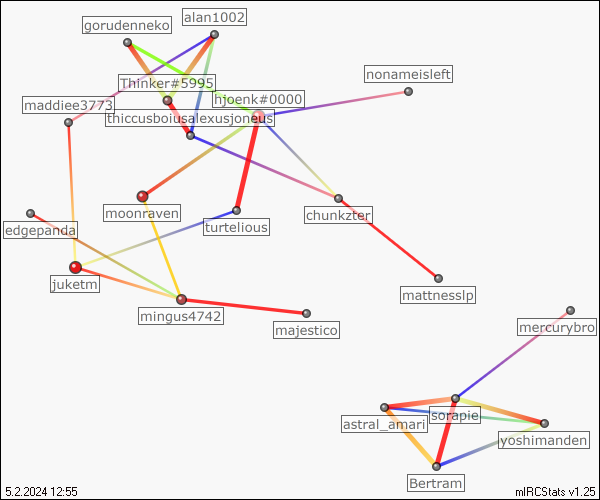 alan1002
gorudenneko
nonameisleft
Thinker#5995
hjoenk#0000
maddiee3773
thiccusboiusalexusjoneus
moonraven
chunkzter
turtelious
edgepanda
juketm
mattnesslp
mingus4742
majestico
mercurybro
sorapie
astral_amari
yoshimanden
Bertram
5.2.2024 12:55
mIRCStats v1.25